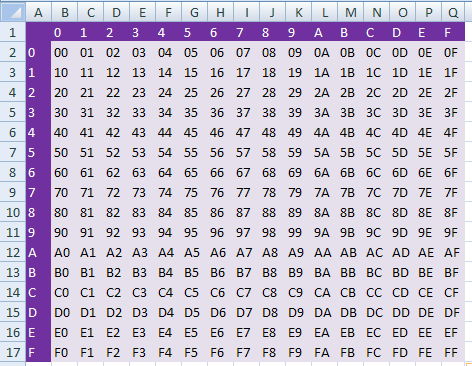 A B C D E F G H I J K L M N O P Q
1 0 1 2 3 4 5 6 7 8 9 A B C D E F
2 0 00 01 02 03 04 05 06 07 08 09 0A 0B 0C 0D 0E 0F
3 1 10 11 12 13 14 15 16 17 18 19 1A 1B 1C 1D 1E 1F
4 2 20 21 22 23 24 25 26 27 28 29 2A 2B 2C 2D 2E 2F
5 3 30 31 32 33 34 35 36 37 38 39 3A 3B 3C 3D 3E 3F
6 4 40 41 42 43 44 45 46 47 48 49 4A 4B 4C 4D 4E 4F
7 5 50 51 52 53 54 55 56 57 58 59 5A 5B 5C 5D 5E 5F
8 6 60 61 62 63 64 65 66 67 68 69 6A 6B 6C 6D 6E 6F
9 7 70 71 72 73 74 75 76 77 78 79 7A 7B 7C 7D 7E 7F
10 8 80 81 82 83 84 85 86 87 88 89 8A 8B 8C 8D 8E 8F
11 9 90 91 92 93 94 95 96 97 98 99 9A 9B 9C 9D 9E 9F
12 A A0 A1 A2 A3 A4 A5 A6 A7 A8 A9 AA AB AC AD AE AF
13 B B0 B1 B2 B3 B4 B5 B6 B7 B8 B9 BA BB BC BD BE BF
14 C C0 C1 C2 C3 C4 C5 C6 C7 C8 C9 CA CB CC CD CE CF
15 D D0 D1 D2 D3 D4 D5 D6 D7 D8 D9 DA DB DC DD DE DF
16 E E0 E1 E2 E3 E4 E5 E6 E7 E8 E9 EA EB EC ED EE EF
17 F F0 F1 F2 F3 F4 F5 F6 F7 F8 F9 FA FB FC FD FE FF